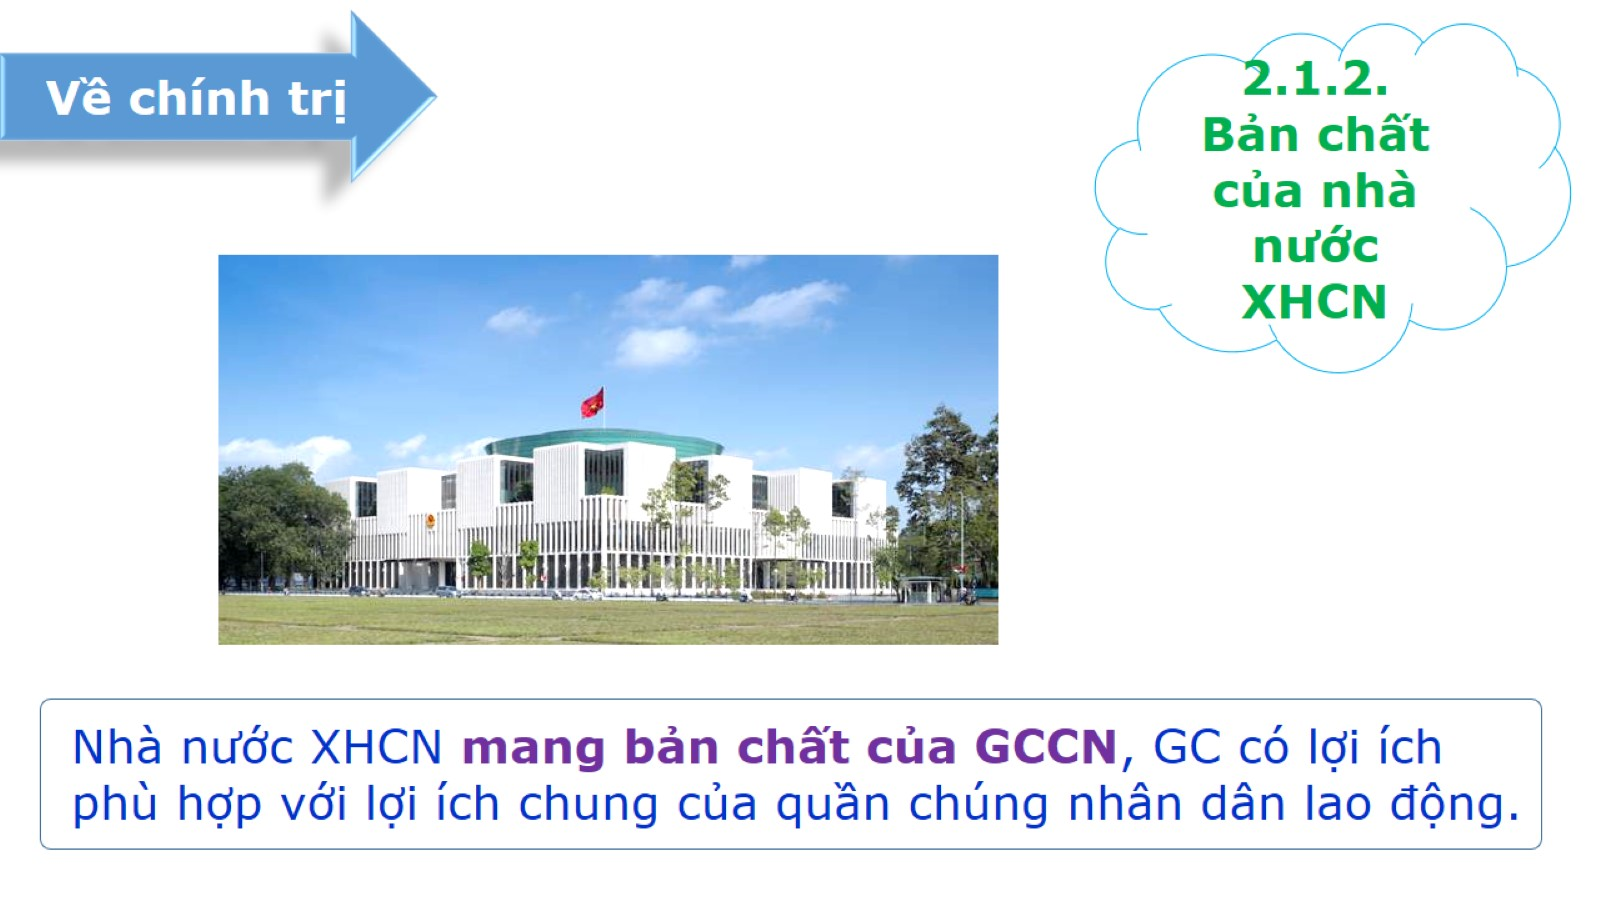 Về chính trị
2.1.2.
Bản chất
của nhà
nước
XHCN
Nhà nước XHCN mang bản chất của GCCN, GC có lợi ích
phù hợp với lợi ích chung của quần chúng nhân dân lao động.